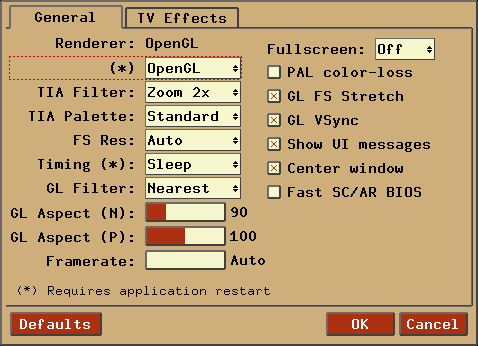 General TV Effects
Renderer: OpenGL
(*) OpenGL
TIA Filter: Zoom 2x
TIA Palette: Standard
FS Res: Auto
Timing (*): Sleep
GL Filter: Nearest
GL Aspect (N): 90
GL Aspect (P): 100
Framerate: Auto
Fullscreen: Off
PAL color-loss
GL FS Stretch
GL VSync
Show UI messages
Center window
Fast SC/AR BIOS
(*) Requires application restart
Defaults OK Cancel